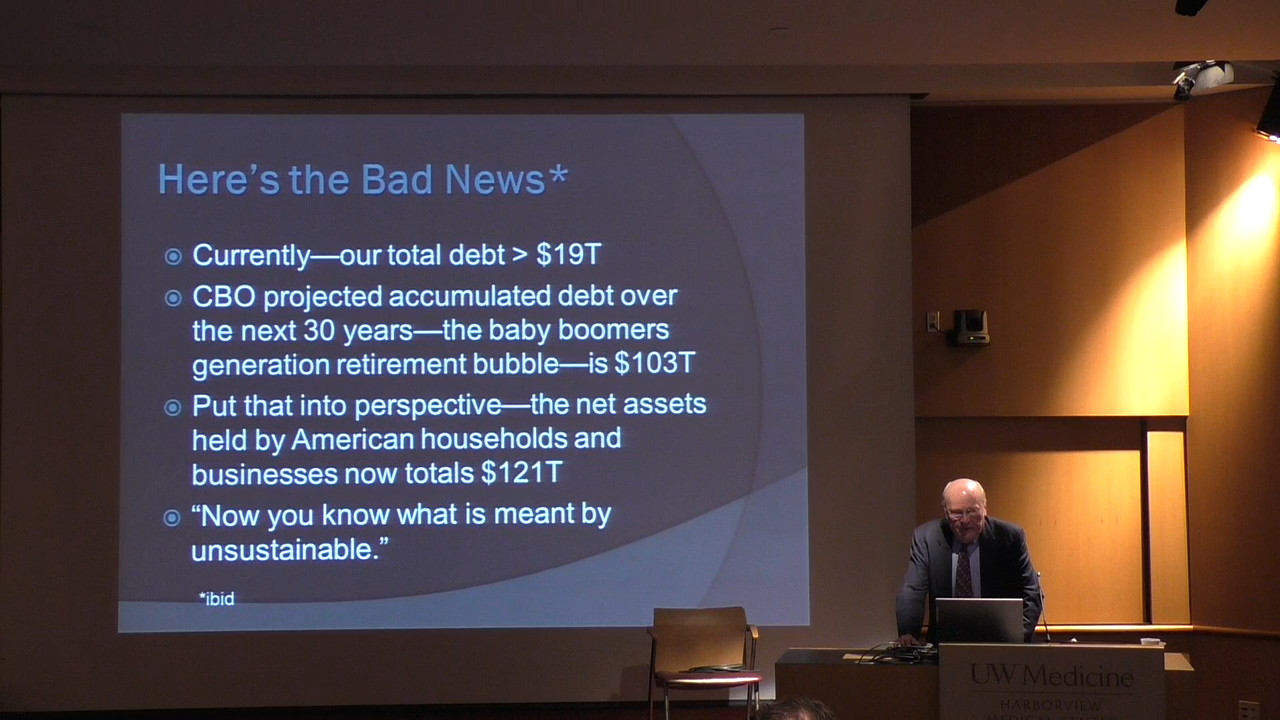 Here's the Bad News*
Currently—our total debt > $19T
CBO projected accumulated debt over
the next 30 years—the baby boomers
generation retirement bubble—is $103T
Put that into perspective—the net assets
held by American households and
businesses now totals $121T
“Now you know what is meant by
unsustainable.”
*ibid
UW Medicine
HARBORVIEW